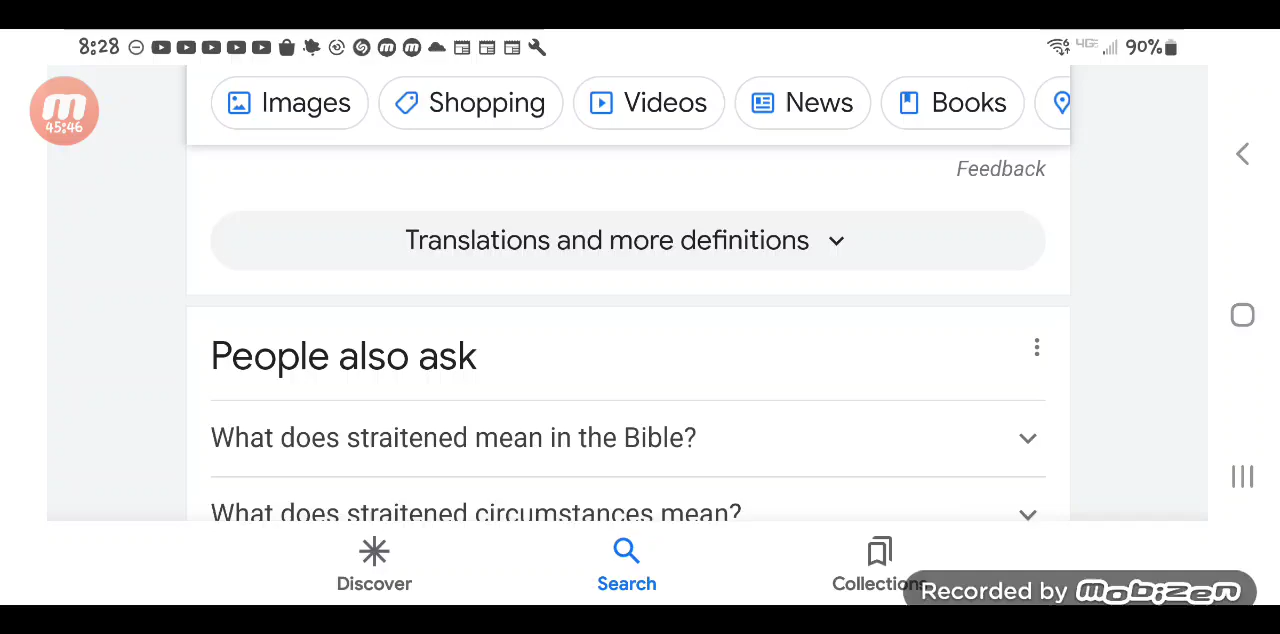 8:28 4GE 90%
m
45:46
Images Shopping Videos News Books
Feedback
Translations and more definitions
People also ask
What does straitened mean in the Bible?
What does straitened circumstances mean?
Discover Search Collections
Recorded by mobizen